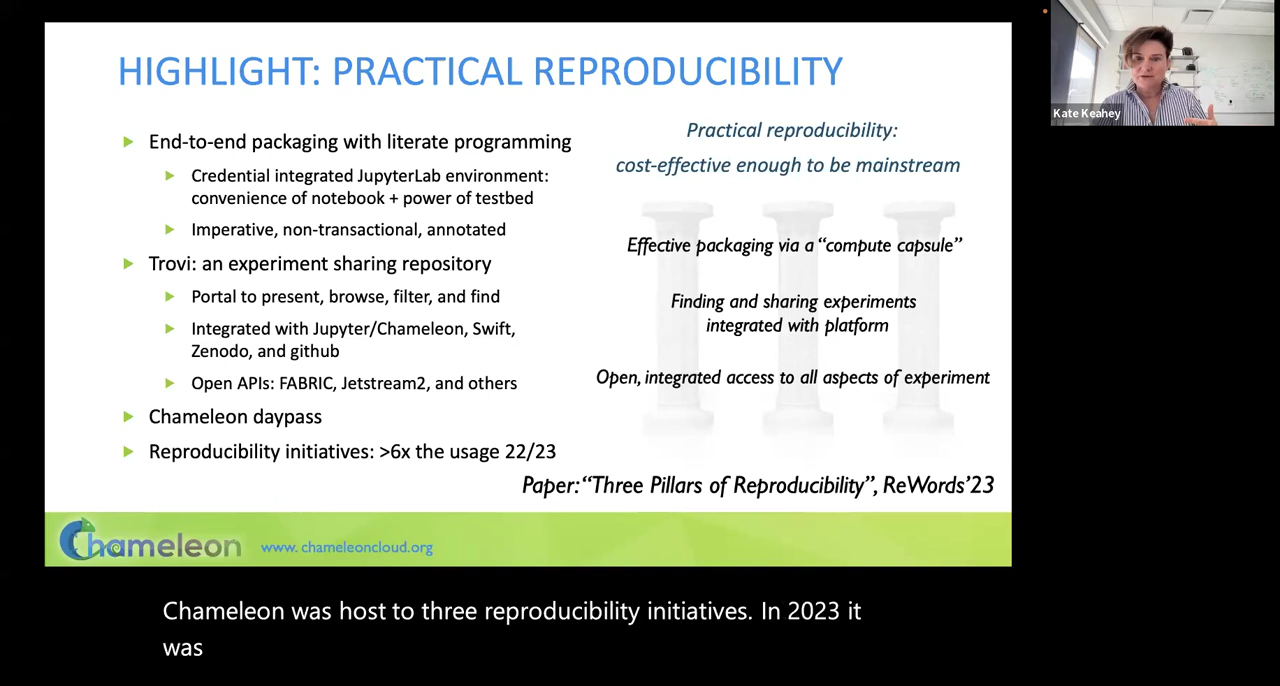 HIGHLIGHT: PRACTICAL REPRODUCIBILITY
End-to-end packaging with literate programming
Credential integrated JupyterLab environment:
convenience of notebook + power of testbed
Imperative, non-transactional, annotated
Trovi: an experiment sharing repository
Portal to present, browse, filter, and find
Integrated with Jupyter/Chameleon, Swift,
Zenodo, and github
Open APIs: FABRIC, Jetstream2, and others
Chameleon daypass
Reproducibility initiatives: >6x the usage 22/23
Practical reproducibility:
cost-effective enough to be mainstream
Effective packaging via a “compute capsule”
Finding and sharing experiments
integrated with platform
Open, integrated access to all aspects of experiment
Paper: “Three Pillars of Reproducibility”, ReWords’23
Chameleon
www. chameleoncloud.org
Kate Keahey
Chameleon was host to three reproducibility initiatives. In 2023 it
was